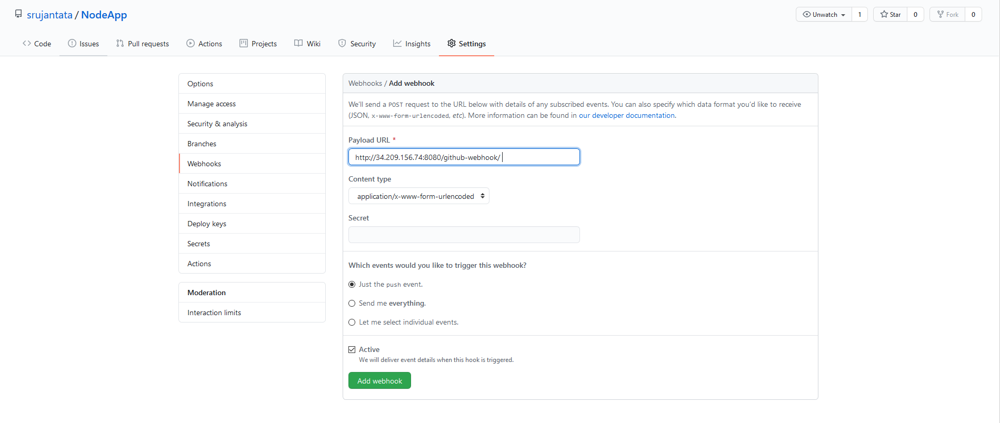 srujantata / NodeApp
Unwatch 1 Star 0 Fork 0
Code Issues Pull requests Actions Projects Wiki Security Insights Settings
Options
Manage access
Security & analysis
Branches
Webhooks
Notifications
Integrations
Deploy keys
Secrets
Actions
Moderation
Interaction limits
Webhooks / Add webhook
We'll send a POST request to the URL below with details of any subscribed events. You can also specify which data format you'd like to receive
(JSON, x-www-form-urlencoded, etc). More information can be found in our developer documentation.
Payload URL *
http://34.209.156.74:8080/github-webhook/
Content type
application/x-www-form-urlencoded
Secret
Which events would you like to trigger this webhook?
Just the push event.
Send me everything.
Let me select individual events.
Active
We will deliver event details when this hook is triggered.
Add webhook